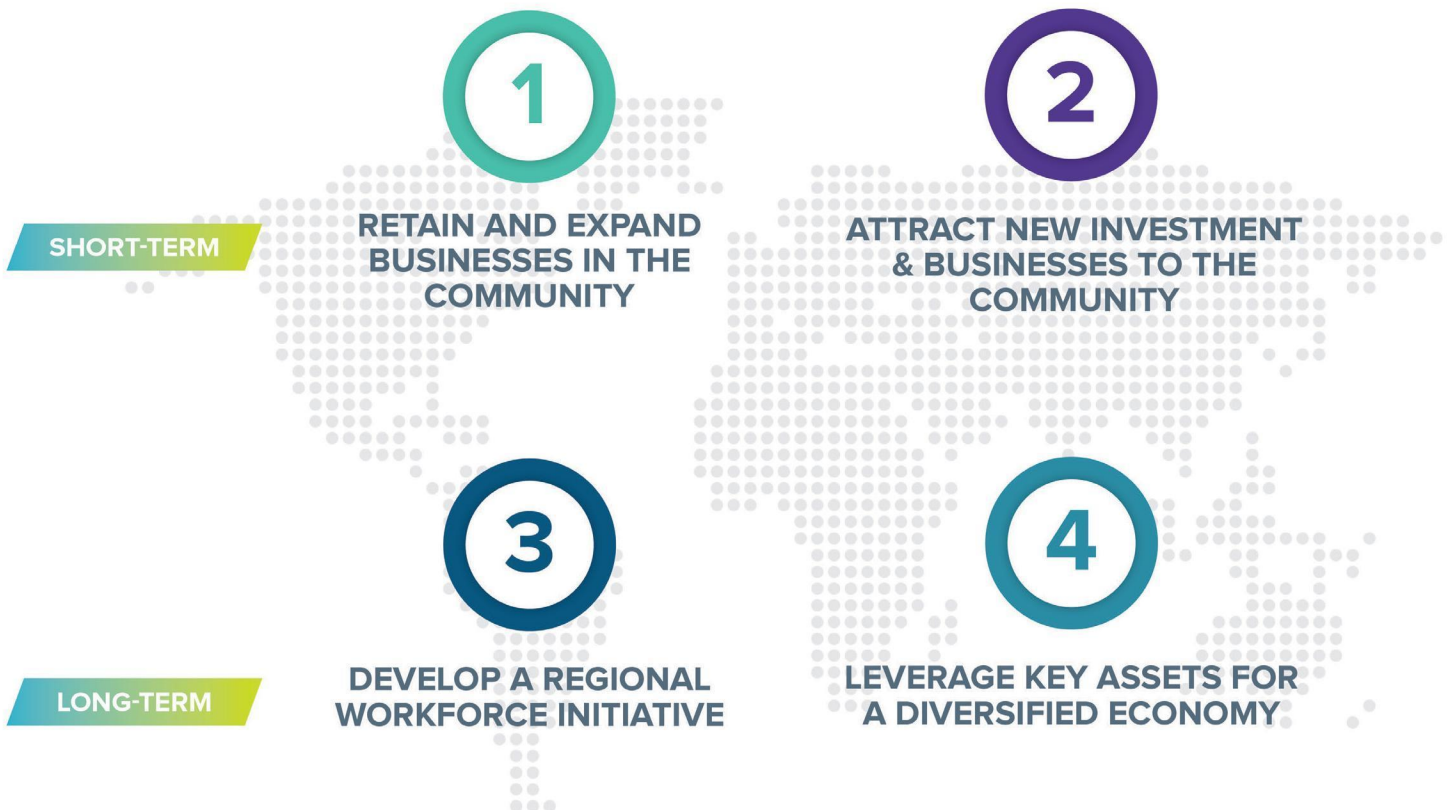 1
2
SHORT-TERM
RETAIN AND EXPAND
BUSINESSES IN THE
COMMUNITY
ATTRACT NEW INVESTMENT
& BUSINESSES TO THE
COMMUNITY
3
4
LONG-TERM
DEVELOP A REGIONAL
WORKFORCE INITIATIVE
LEVERAGE KEY ASSETS FOR
A DIVERSIFIED ECONOMY